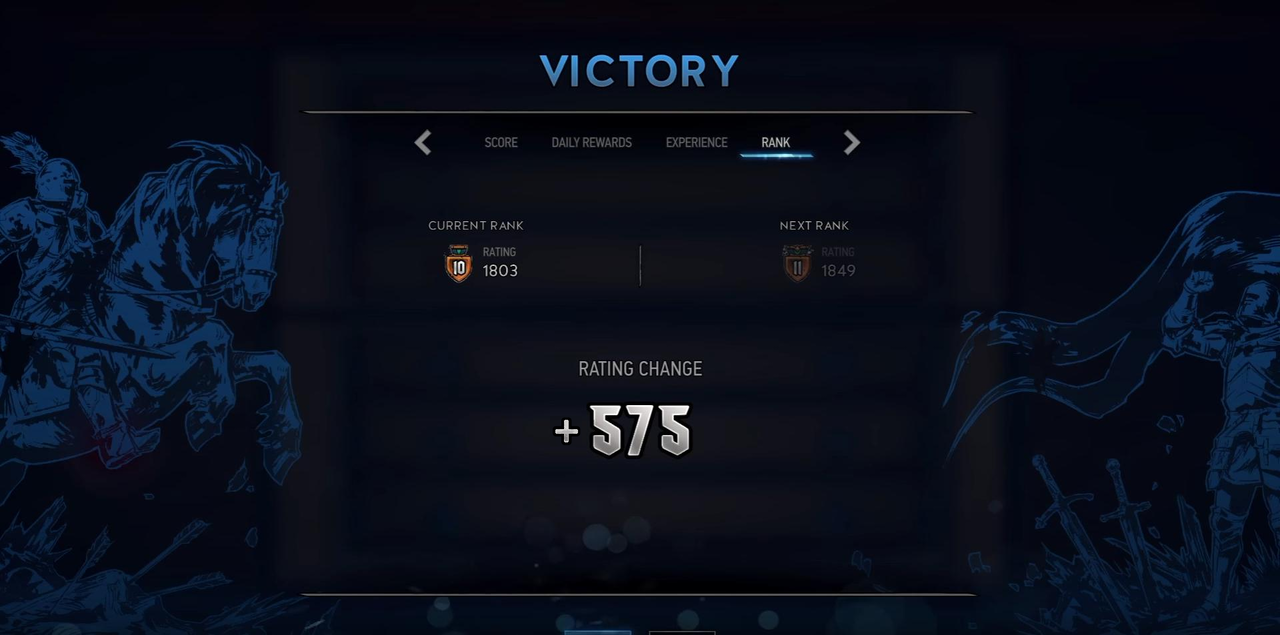 VICTORY
SCORE DAILY REWARDS EXPERIENCE RANK
CURRENT RANK NEXT RANK
10 RATING 11 RATING
1803 1849
RATING CHANGE
+575